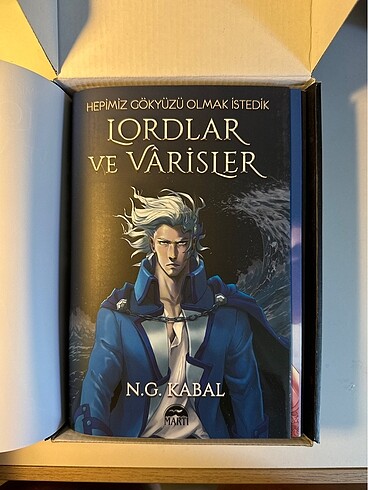 HEPİMİZ GÖKYÜZÜ OLMAK İSTEDİK
LORDLAR
VE VÂRİSLER
N.G. KABAL
MARTI